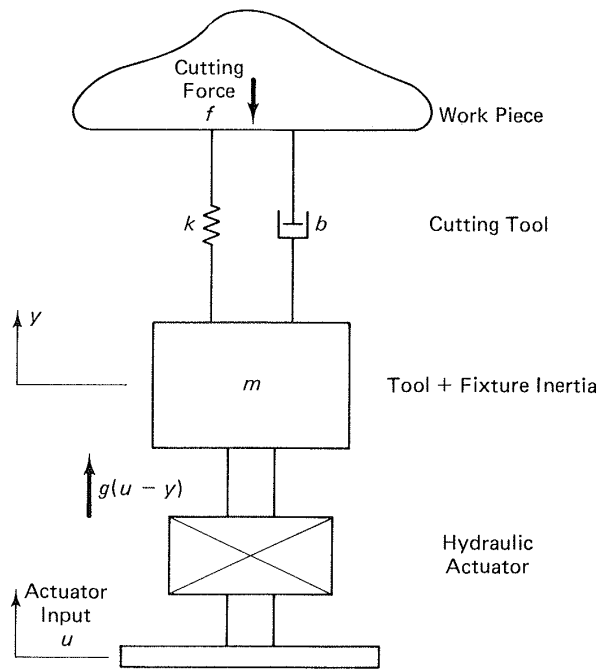 Cutting
Force
f
Work Piece
k
b
Cutting Tool
y
m
Tool + Fixture Inertia
g(u − y)
Hydraulic
Actuator
Actuator
Input
u